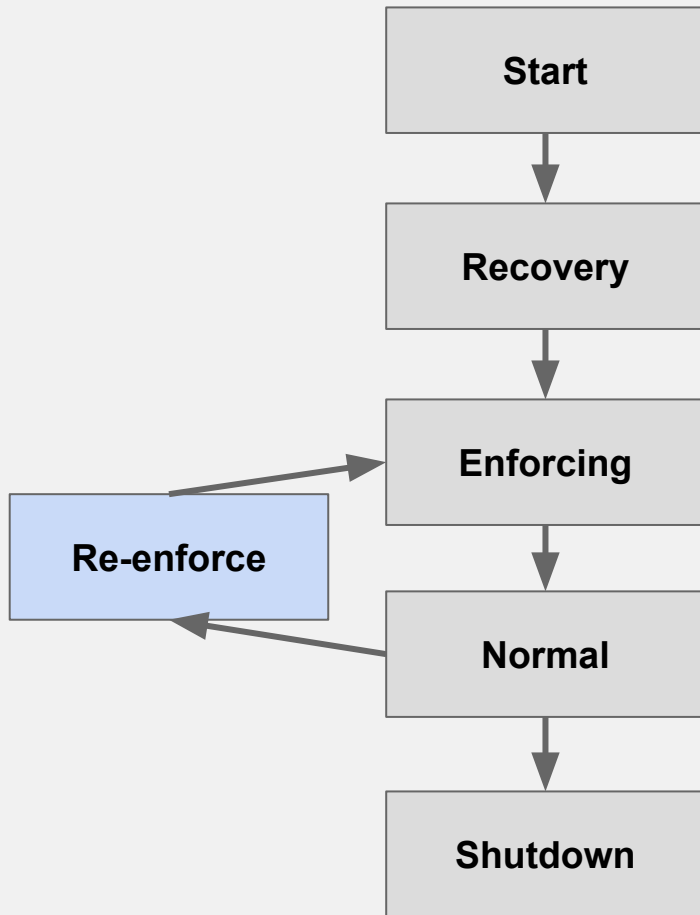 Start
Recovery
Enforcing
Re-enforce
Normal
Shutdown